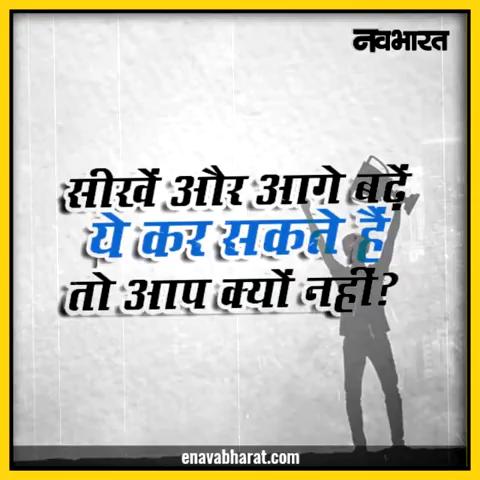 नवभारत
सीखें और आगे बढ़ें
ये कर सकते हैं
तो आप क्यों नहीं?
enavabharat.com